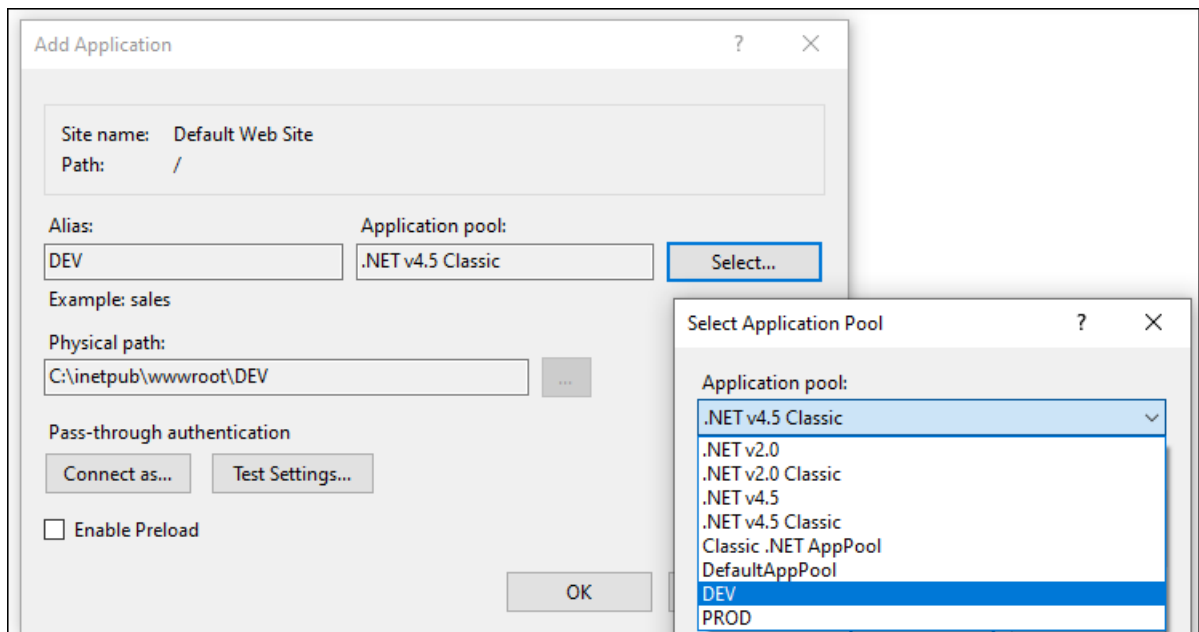 Add Application ?
Site name: Default Web Site
Path: /
Alias: Application pool:
DEV .NET v4.5 Classic Select...
Example: sales
Physical path:
C:\inetpub\wwwroot\DEV ...
Pass-through authentication
Connect as... Test Settings...
Enable Preload
OK
Select Application Pool ?
Application pool:
.NET v4.5 Classic
.NET v2.0
.NET v2.0 Classic
.NET v4.5
.NET v4.5 Classic
Classic .NET AppPool
DefaultAppPool
DEV
PROD